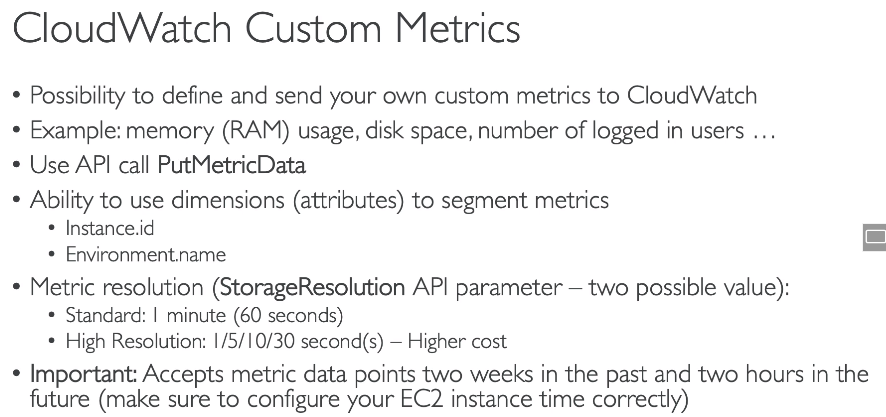 CloudWatch Custom Metrics
• Possibility to define and send your own custom metrics to CloudWatch
• Example: memory (RAM) usage, disk space, number of logged in users …
• Use API call PutMetricData
• Ability to use dimensions (attributes) to segment metrics
• Instance.id
• Environment.name
• Metric resolution (StorageResolution API parameter – two possible value):
• Standard: 1 minute (60 seconds)
• High Resolution: 1/5/10/30 second(s) – Higher cost
• Important: Accepts metric data points two weeks in the past and two hours in the
future (make sure to configure your EC2 instance time correctly)